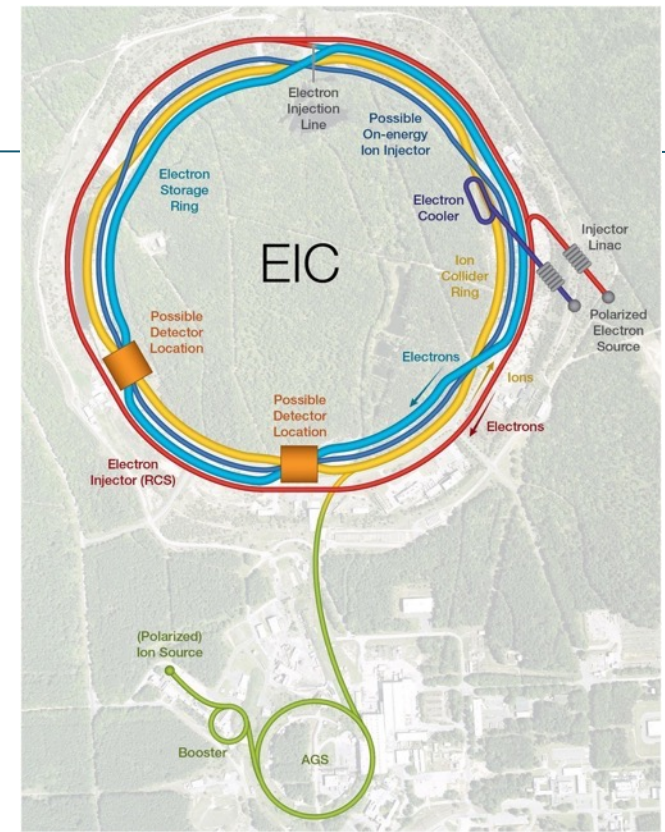 Electron
Injection
Line
Possible
On-energy
Ion Injector
Electron
Storage
Ring
Electron
Cooler
Injector
Linac
EIC
Ion
Collider
Ring
Polarized
Electron
Source
Possible
Detector
Location
Electrons
Ions
Possible
Detector
Location
Electrons
Electron
Injector (RCS)
(Polarized)
Ion Source
Booster
AGS